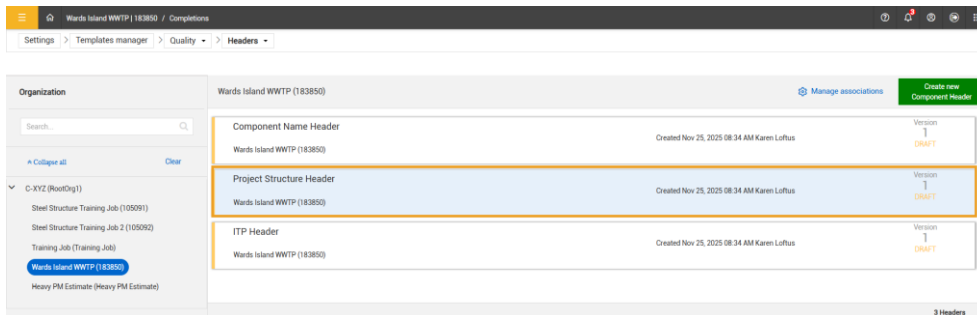 Wards Island WWTP | 183850 / Completions
3
Settings > Templates manager > Quality > Headers
Organization
Wards Island WWTP (183850)
Manage associations
Create new
Component Header
Search..
Collapse all
Clear
C-XYZ (RootOrg1)
Steel Structure Training Job (105091)
Steel Structure Training Job 2 (105092)
Training Job (Training Job)
Wards Island WWTP (183850)
Heavy PM Estimate (Heavy PM Estimate)
Component Name Header
Wards Island WWTP (183850)
Created Nov 25, 2025 08:34 AM Karen Loftus
Version
1
DRAFT
Project Structure Header
Wards Island WWTP (183850)
Created Nov 25, 2025 08:34 AM Karen Loftus
Version
1
DRAFT
ITP Header
Wards Island WWTP (183850)
Created Nov 25, 2025 08:34 AM Karen Loftus
Version
1
DRAFT
3 Headers